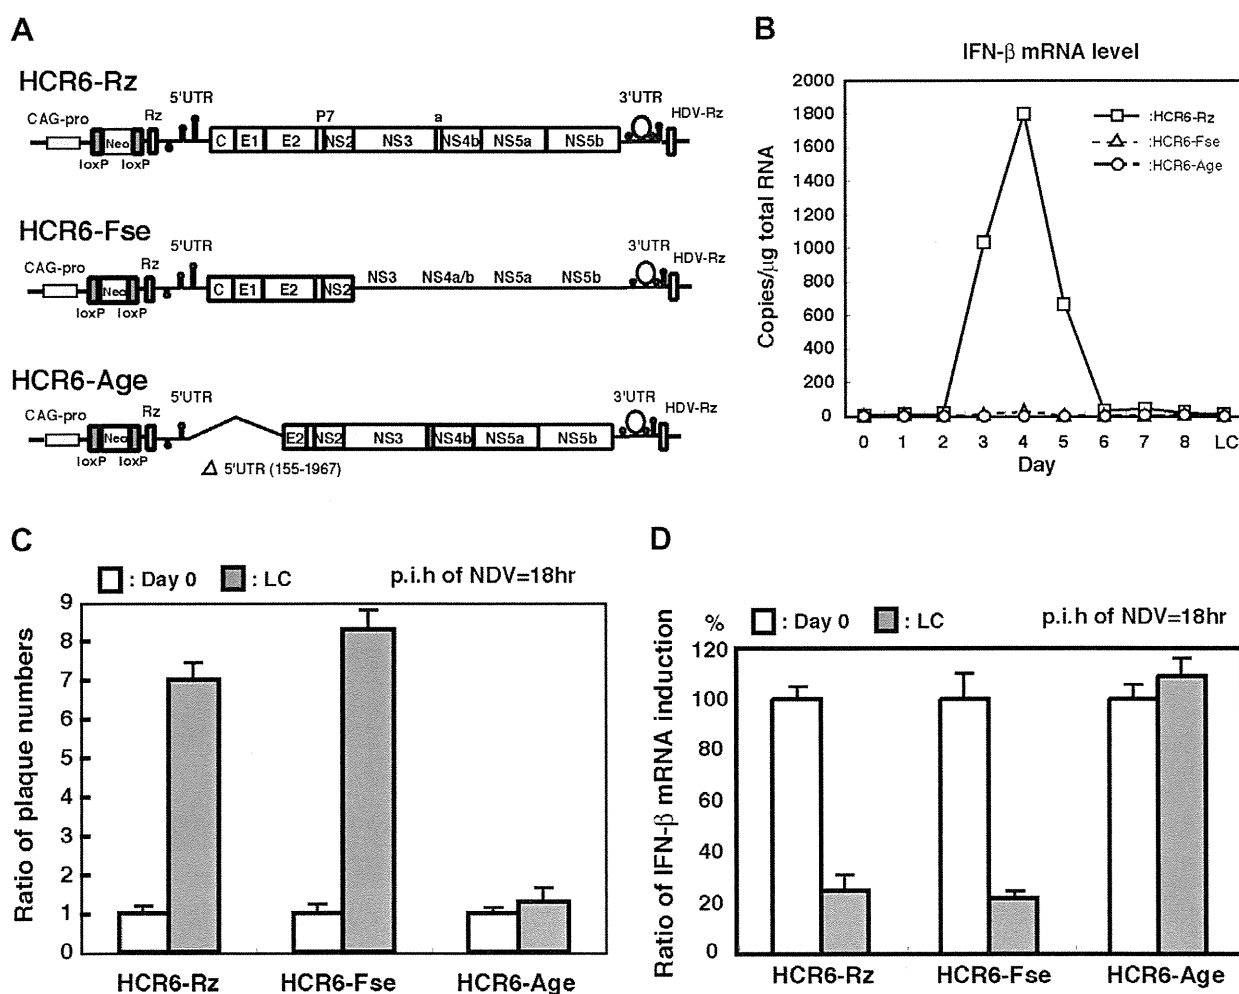 A
HCR6-Rz
CAG-pro
loxP
Neo
loxP
Rz
5'UTR
C E1 E2 P7 NS2 NS3 a NS4b NS5a NS5b
3'UTR
HDV-Rz
HCR6-Fse
CAG-pro
loxP
Neo
loxP
Rz
5'UTR
C E1 E2 NS2 NS3 NS4a/b NS5a NS5b
3'UTR
HDV-Rz
HCR6-Age
CAG-pro
loxP
Neo
loxP
Rz
5'UTR
Δ 5'UTR (155-1967)
E2 NS2 NS3 NS4b NS5a NS5b
3'UTR
HDV-Rz
B
IFN-β mRNA level
Copies/μg total RNA
2000
1800
1600
1400
1200
1000
800
600
400
200
0
:HCR6-Rz
:HCR6-Fse
:HCR6-Age
0 1 2 3 4 5 6 7 8 LC
Day
C
: Day 0 : LC p.i.h of NDV=18hr
Ratio of plaque numbers
9
8
7
6
5
4
3
2
1
0
HCR6-Rz HCR6-Fse HCR6-Age
D
% : Day 0 : LC p.i.h of NDV=18hr
Ratio of IFN-β mRNA induction
120
100
80
60
40
20
0
HCR6-Rz HCR6-Fse HCR6-Age